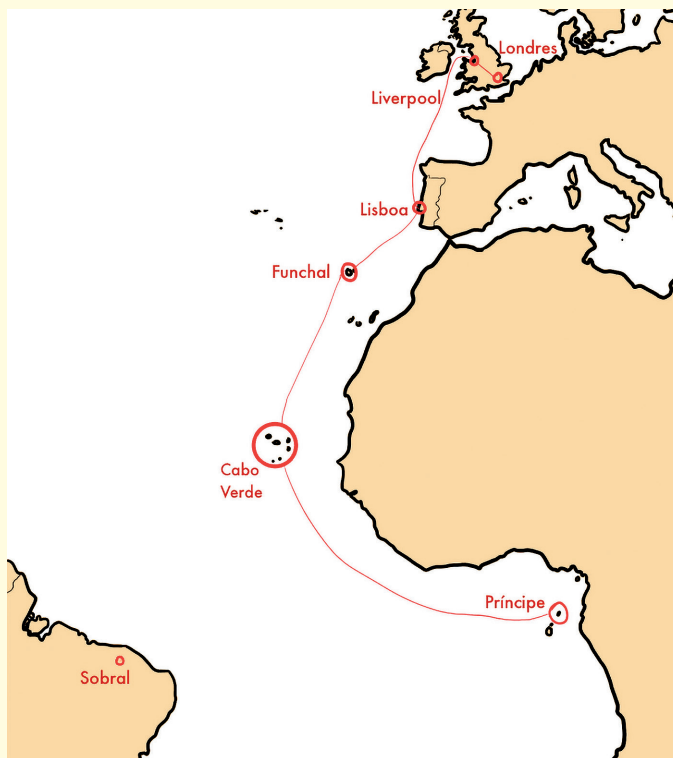 Londres
Liverpool
Lisboa
Funchal
Cabo
Verde
Príncipe
Sobral